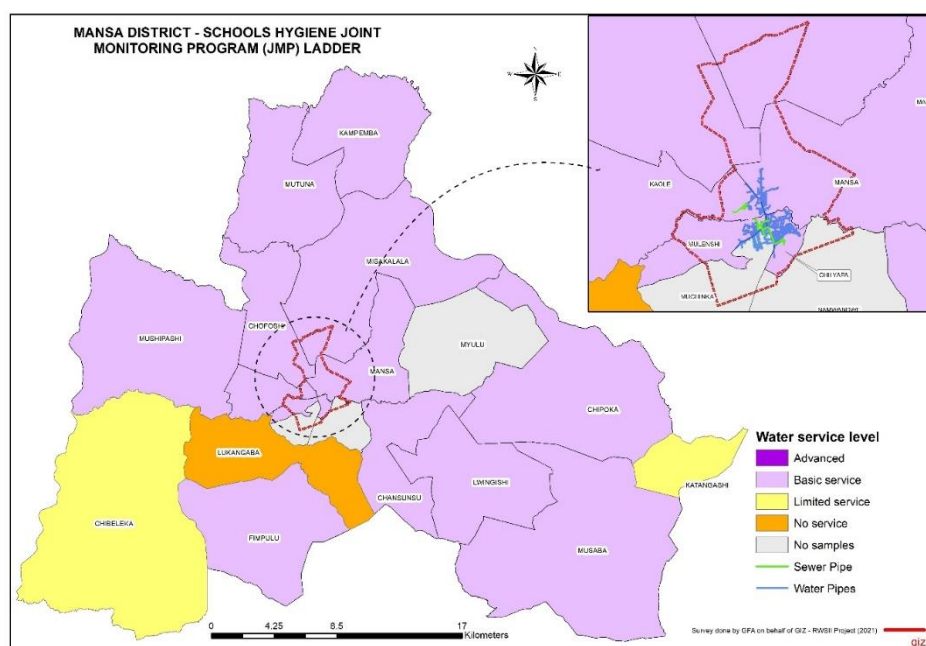 MANSA DISTRICT - SCHOOLS HYGIENE JOINT
MONITORING PROGRAM (JMP) LADDER
N
W
E
S
KAMPEMBA
MUTUNA
MISAKALALA
CHOFOSHI
MUSHIPASHI
MANSA
MYULU
CHIPOKA
LUKANGABA
KATANGASHI
LWINGISHI
CHANSUNSU
CHIBELEKA
FIMPULU
MUSABA
KAOLE
MANSA
MA
MULENSHI
CHILYAPA
MUCHINKA
Water service level
Advanced
Basic service
Limited service
No service
No samples
Sewer Pipe
Water Pipes
0 4.25 8.5 17
Kilometers
Survey done by GFA on behalf of GIZ - RWSII Project (2021)
giz